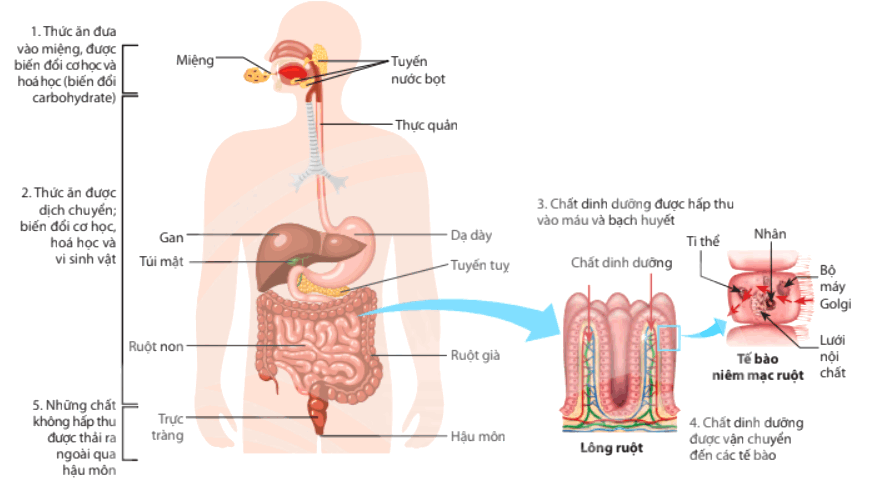 1. Thức ăn đưa
vào miệng, được
biến đổi cơ học và
hoá học (biến đổi
carbohydrate)
Miệng
Tuyến
nước bọt
Thực quản
2. Thức ăn được
dịch chuyển;
biến đổi cơ học,
hoá học và
vi sinh vật
Gan
Túi mật
Dạ dày
Tuyến tuỵ
Ruột non
Ruột già
5. Những chất
không hấp thu
được thải ra
ngoài qua
hậu môn
Trực
tràng
Hậu môn
3. Chất dinh dưỡng được hấp thu
vào máu và bạch huyết
Chất dinh dưỡng
Lông ruột
Ti thể
Nhân
Bộ
máy
Golgi
Lưới
nội
chất
Tế bào
niêm mạc ruột
4. Chất dinh dưỡng
được vận chuyển
đến các tế bào